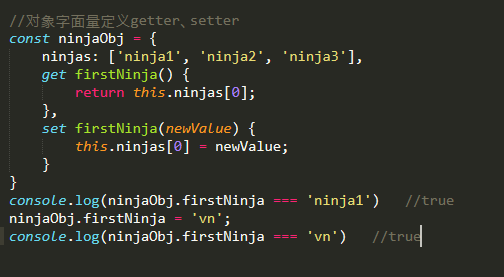 //对象字面量定义getter、setter
const ninjaObj = {
    ninjas: ['ninja1', 'ninja2', 'ninja3'],
    get firstNinja() {
        return this.ninjas[0];
    },
    set firstNinja(newValue) {
        this.ninjas[0] = newValue;
    }
}
console.log(ninjaObj.firstNinja === 'ninja1')   //true
ninjaObj.firstNinja = 'vn';
console.log(ninjaObj.firstNinja === 'vn')   //true